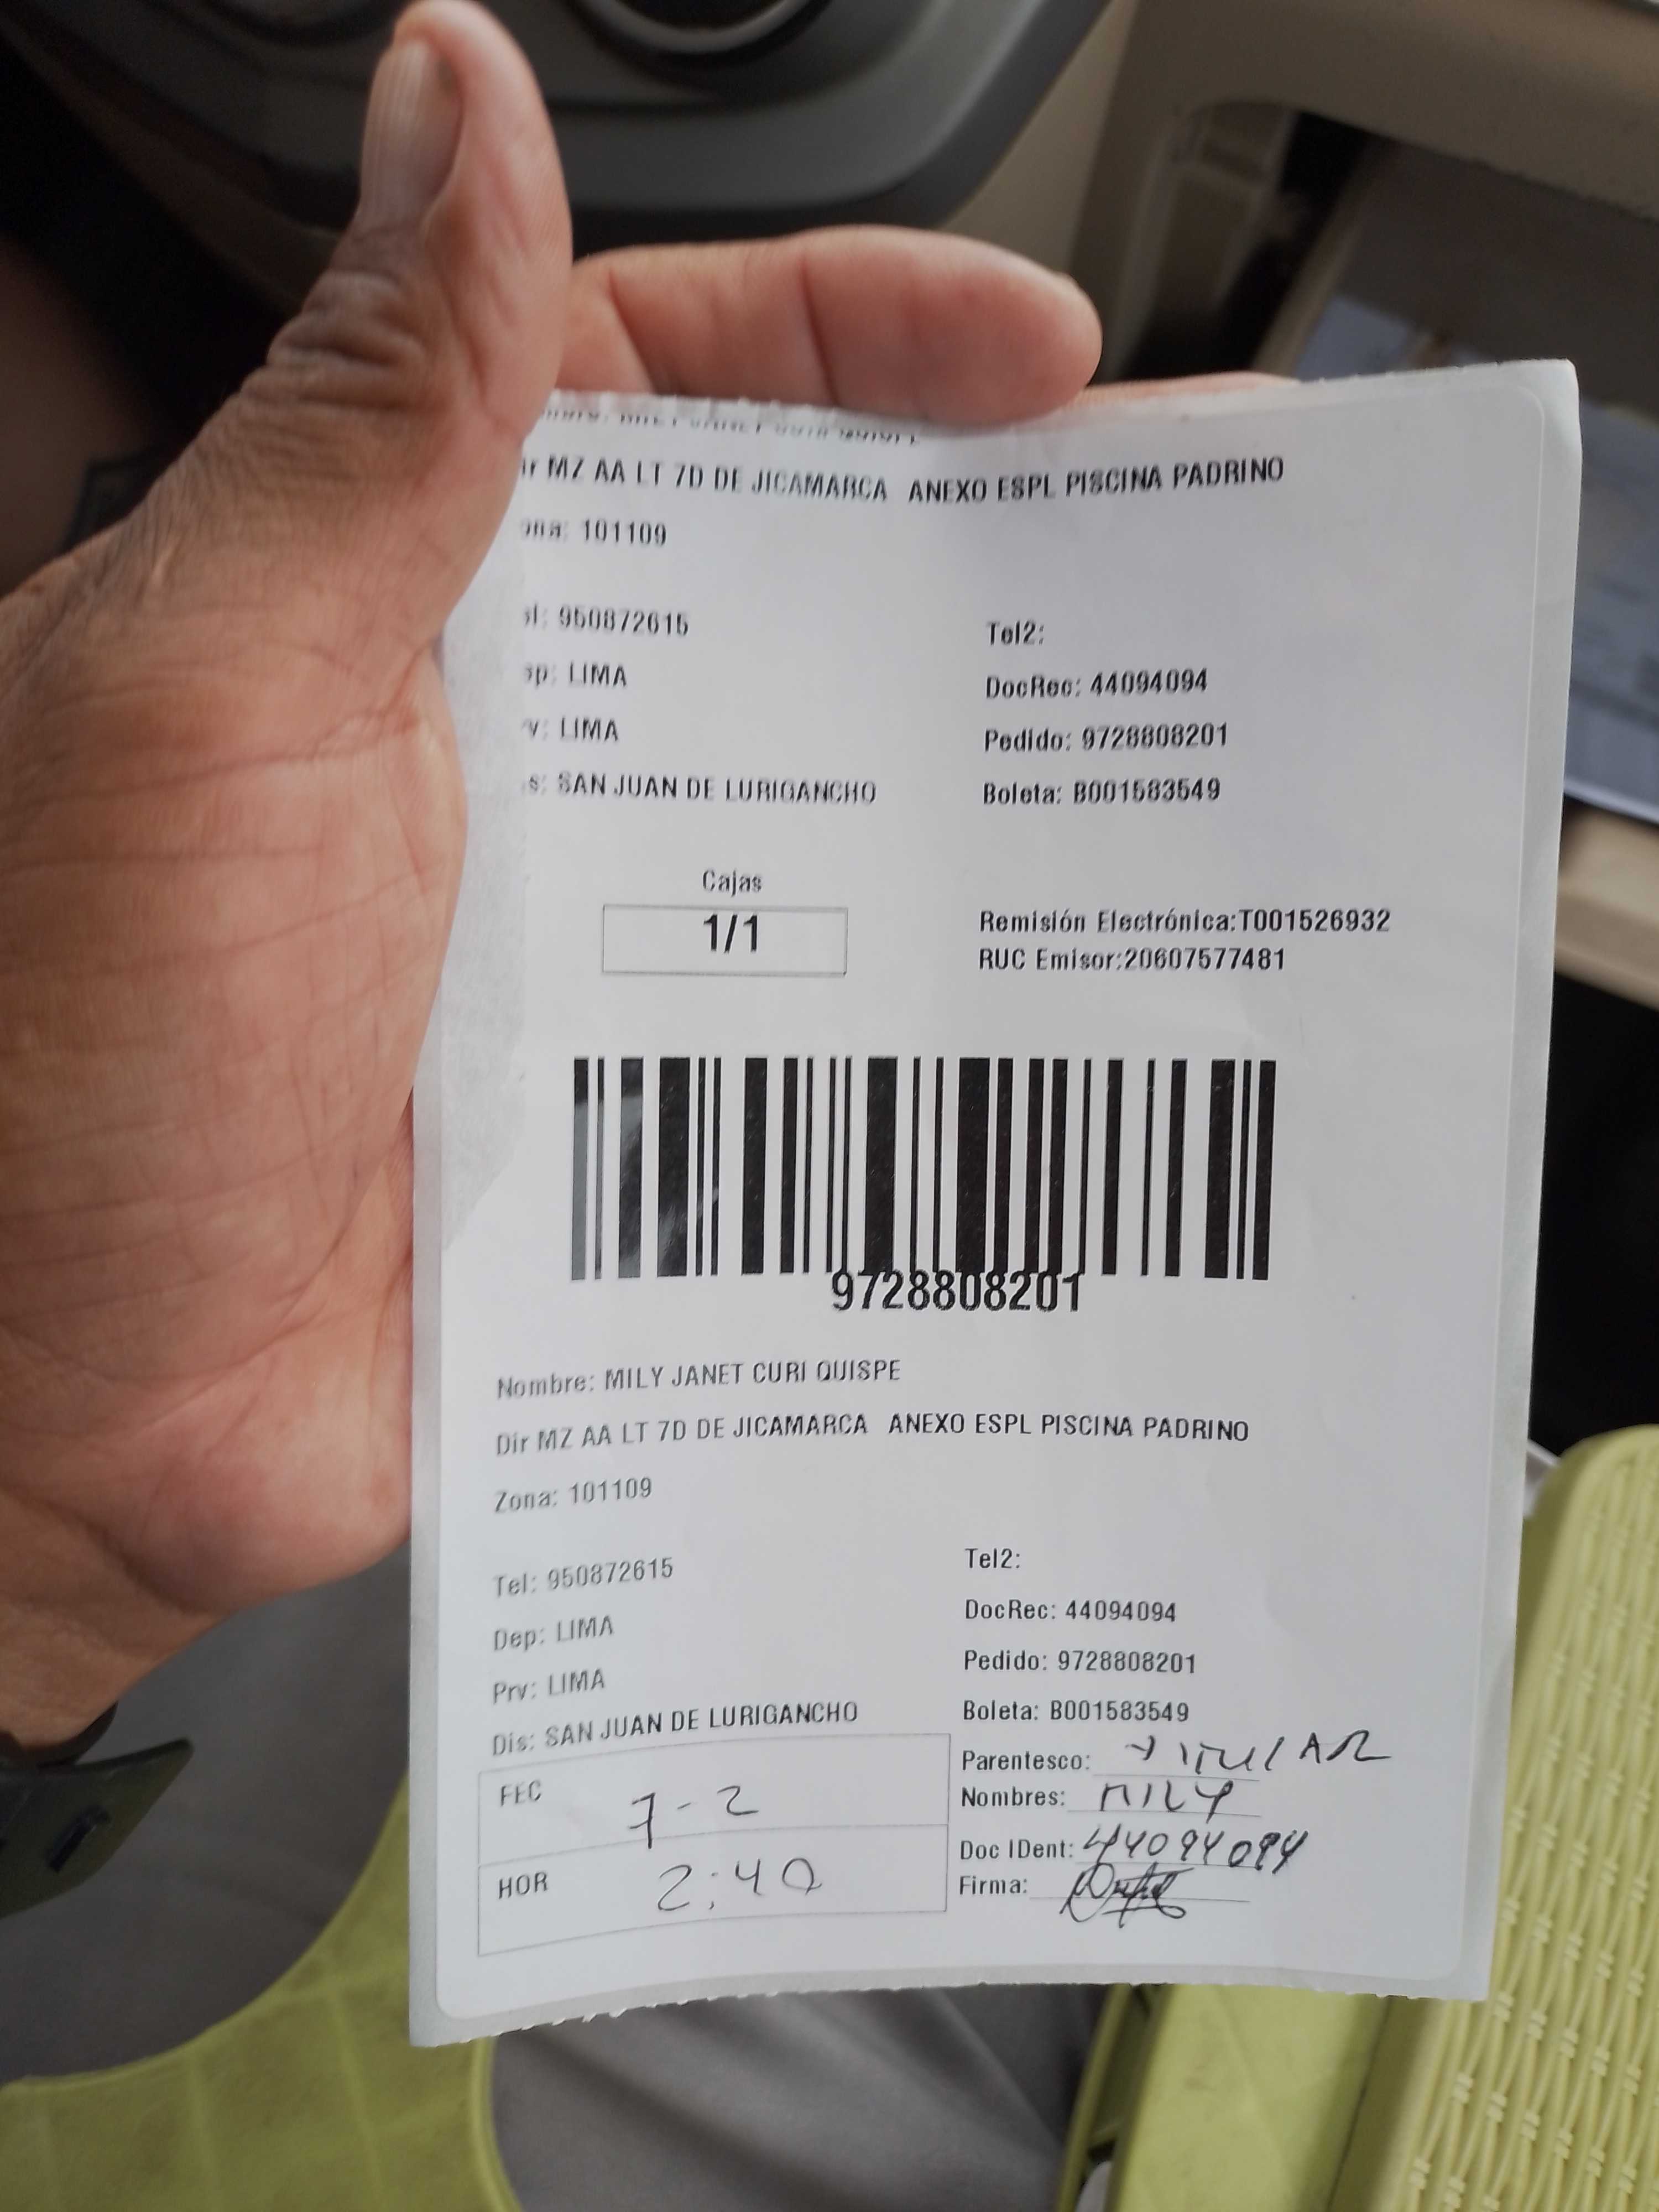 MZ AA LT 7D DE JICAMARCA ANEXO ESPL PISCINA PADRINO
101109
950872615 Tel2:
LIMA DocRec: 44094094
LIMA Pedido: 9728808201
SAN JUAN DE LURIGANCHO Boleta: B001583549
Cajas
1/1
Remisión Electrónica:T001526932
RUC Emisor:20607577481
9728808201
Nombre: MILY JANET CURI QUISPE
Dir MZ AA LT 7D DE JICAMARCA ANEXO ESPL PISCINA PADRINO
Zona: 101109
Tel: 950872615 Tel2:
Dep: LIMA DocRec: 44094094
Prv: LIMA Pedido: 9728808201
Dis: SAN JUAN DE LURIGANCHO Boleta: B001583549
FEC 7-2
HOR 2:40
Parentesco: TITULAR
Nombres: MILY
Doc IDent: 44094094
Firma: